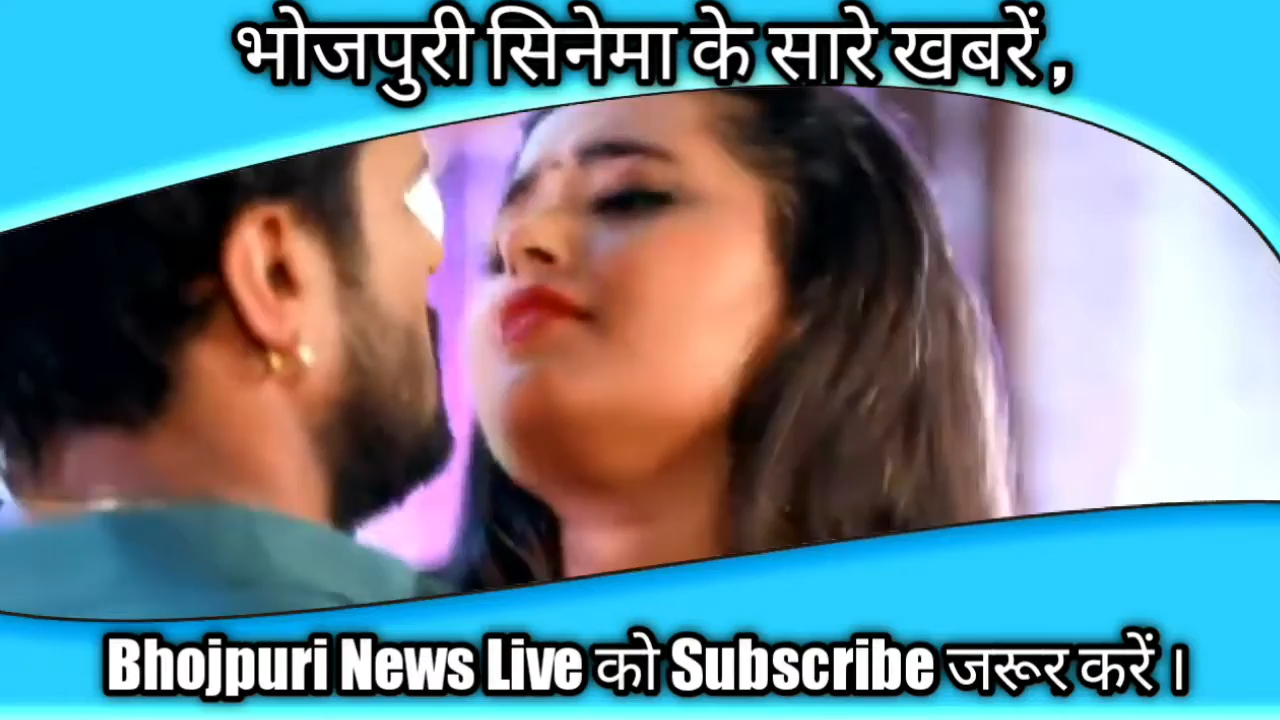 भोजपुरी सिनेमा के सारे खबरें,
Bhojpuri News Live को Subscribe जरूर करें।